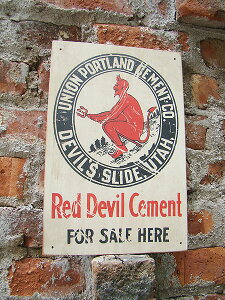 UNION PORTLAND CEMENT CO.
DEVIL'S SLIDE, UTAH.
Red Devil Cement
FOR SALE HERE